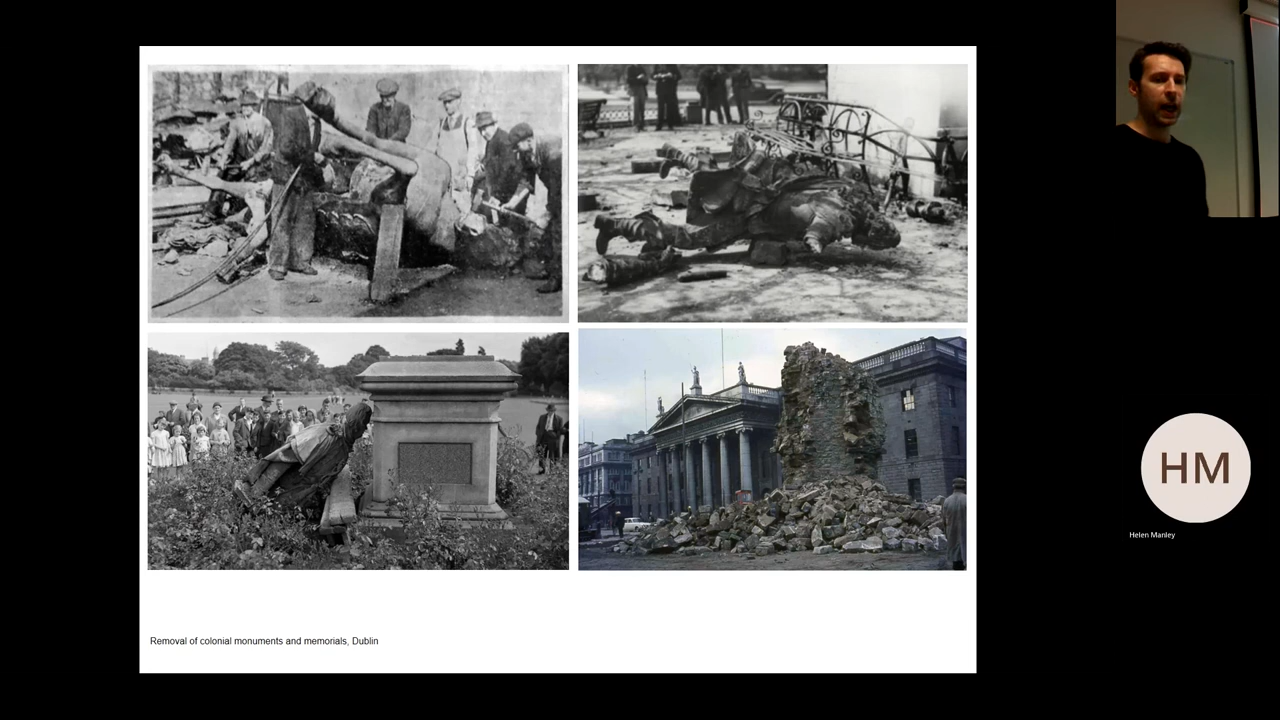 HM
Helen Manley
Removal of colonial monuments and memorials, Dublin